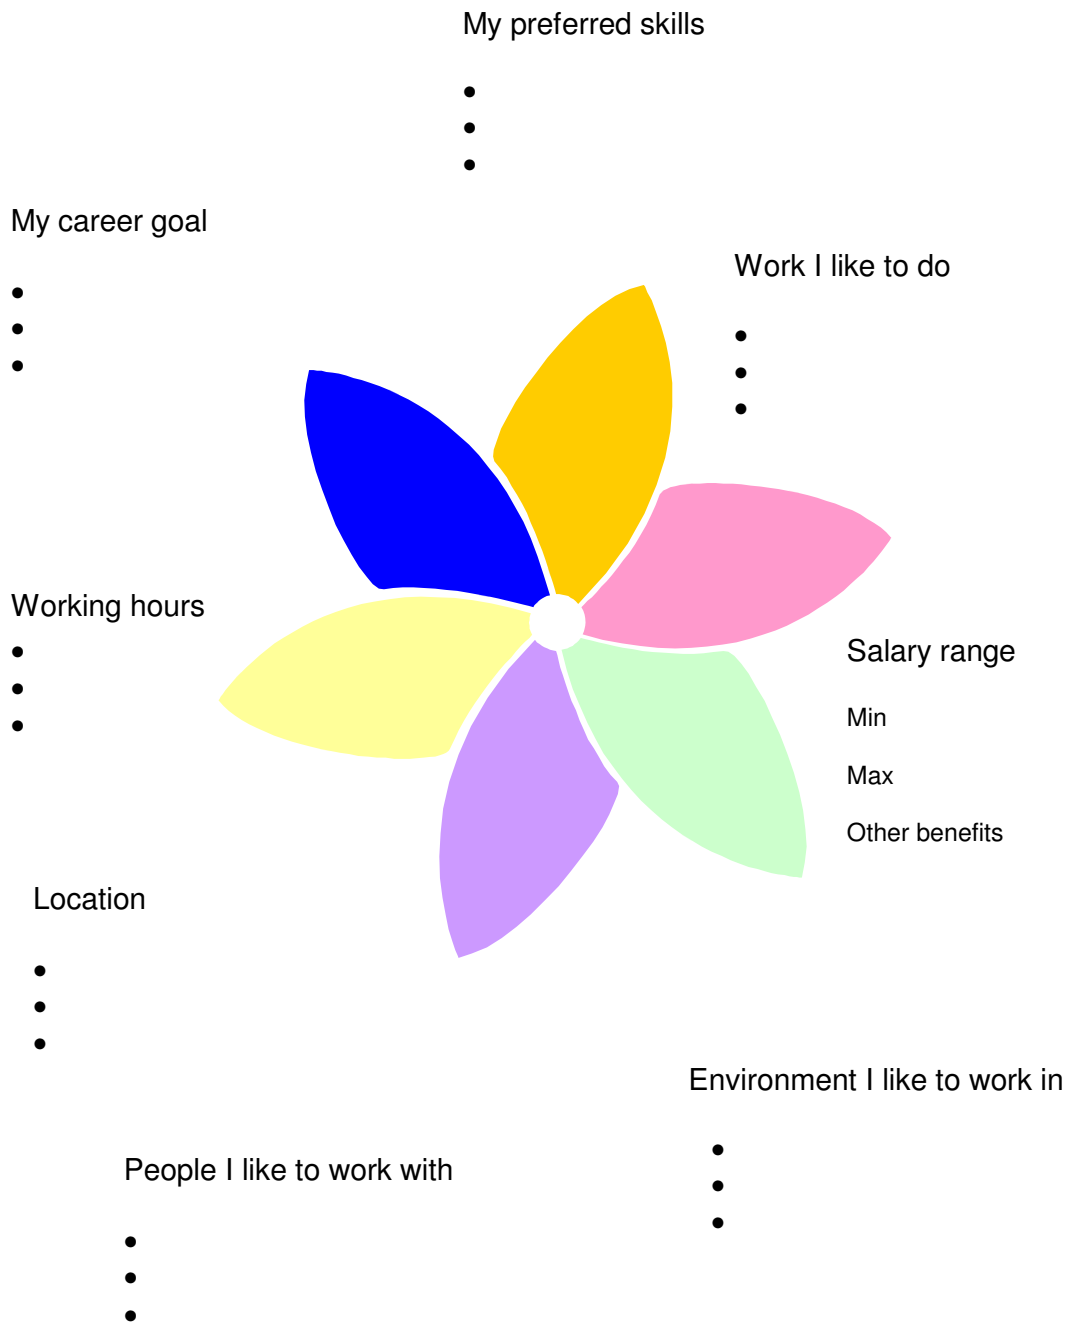 My preferred skills
•
•
•
My career goal
•
•
•
Work I like to do
•
•
•
Working hours
•
•
•
Salary range
Min
Max
Other benefits
Location
•
•
•
Environment I like to work in
•
•
•
People I like to work with
•
•
•